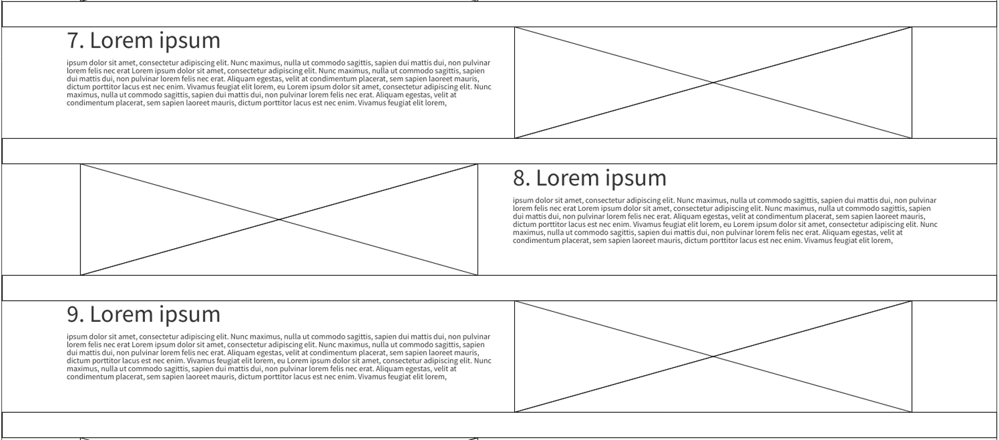 7. Lorem ipsum
ipsum dolor sit amet, consectetur adipiscing elit. Nunc maximus, nulla ut commodo sagittis, sapien dui mattis dui, non pulvinar
lorem felis nec erat Lorem ipsum dolor sit amet, consectetur adipiscing elit. Nunc maximus, nulla ut commodo sagittis, sapien
dui mattis dui, non pulvinar lorem felis nec erat. Aliquam egestas, velit at condimentum placerat, sem sapien laoreet mauris,
dictum porttitor lacus est nec enim. Vivamus feugiat elit lorem, eu Lorem ipsum dolor sit amet, consectetur adipiscing elit. Nunc
maximus, nulla ut commodo sagittis, sapien dui mattis dui, non pulvinar lorem felis nec erat. Aliquam egestas, velit at
condimentum placerat, sem sapien laoreet mauris, dictum porttitor lacus est nec enim. Vivamus feugiat elit lorem,
8. Lorem ipsum
ipsum dolor sit amet, consectetur adipiscing elit. Nunc maximus, nulla ut commodo sagittis, sapien dui mattis dui, non pulvinar
lorem felis nec erat Lorem ipsum dolor sit amet, consectetur adipiscing elit. Nunc maximus, nulla ut commodo sagittis, sapien
dui mattis dui, non pulvinar lorem felis nec erat. Aliquam egestas, velit at condimentum placerat, sem sapien laoreet mauris,
dictum porttitor lacus est nec enim. Vivamus feugiat elit lorem, eu Lorem ipsum dolor sit amet, consectetur adipiscing elit. Nunc
maximus, nulla ut commodo sagittis, sapien dui mattis dui, non pulvinar lorem felis nec erat. Aliquam egestas, velit at
condimentum placerat, sem sapien laoreet mauris, dictum porttitor lacus est nec enim. Vivamus feugiat elit lorem,
9. Lorem ipsum
ipsum dolor sit amet, consectetur adipiscing elit. Nunc maximus, nulla ut commodo sagittis, sapien dui mattis dui, non pulvinar
lorem felis nec erat Lorem ipsum dolor sit amet, consectetur adipiscing elit. Nunc maximus, nulla ut commodo sagittis, sapien
dui mattis dui, non pulvinar lorem felis nec erat. Aliquam egestas, velit at condimentum placerat, sem sapien laoreet mauris,
dictum porttitor lacus est nec enim. Vivamus feugiat elit lorem, eu Lorem ipsum dolor sit amet, consectetur adipiscing elit. Nunc
maximus, nulla ut commodo sagittis, sapien dui mattis dui, non pulvinar lorem felis nec erat. Aliquam egestas, velit at
condimentum placerat, sem sapien laoreet mauris, dictum porttitor lacus est nec enim. Vivamus feugiat elit lorem,